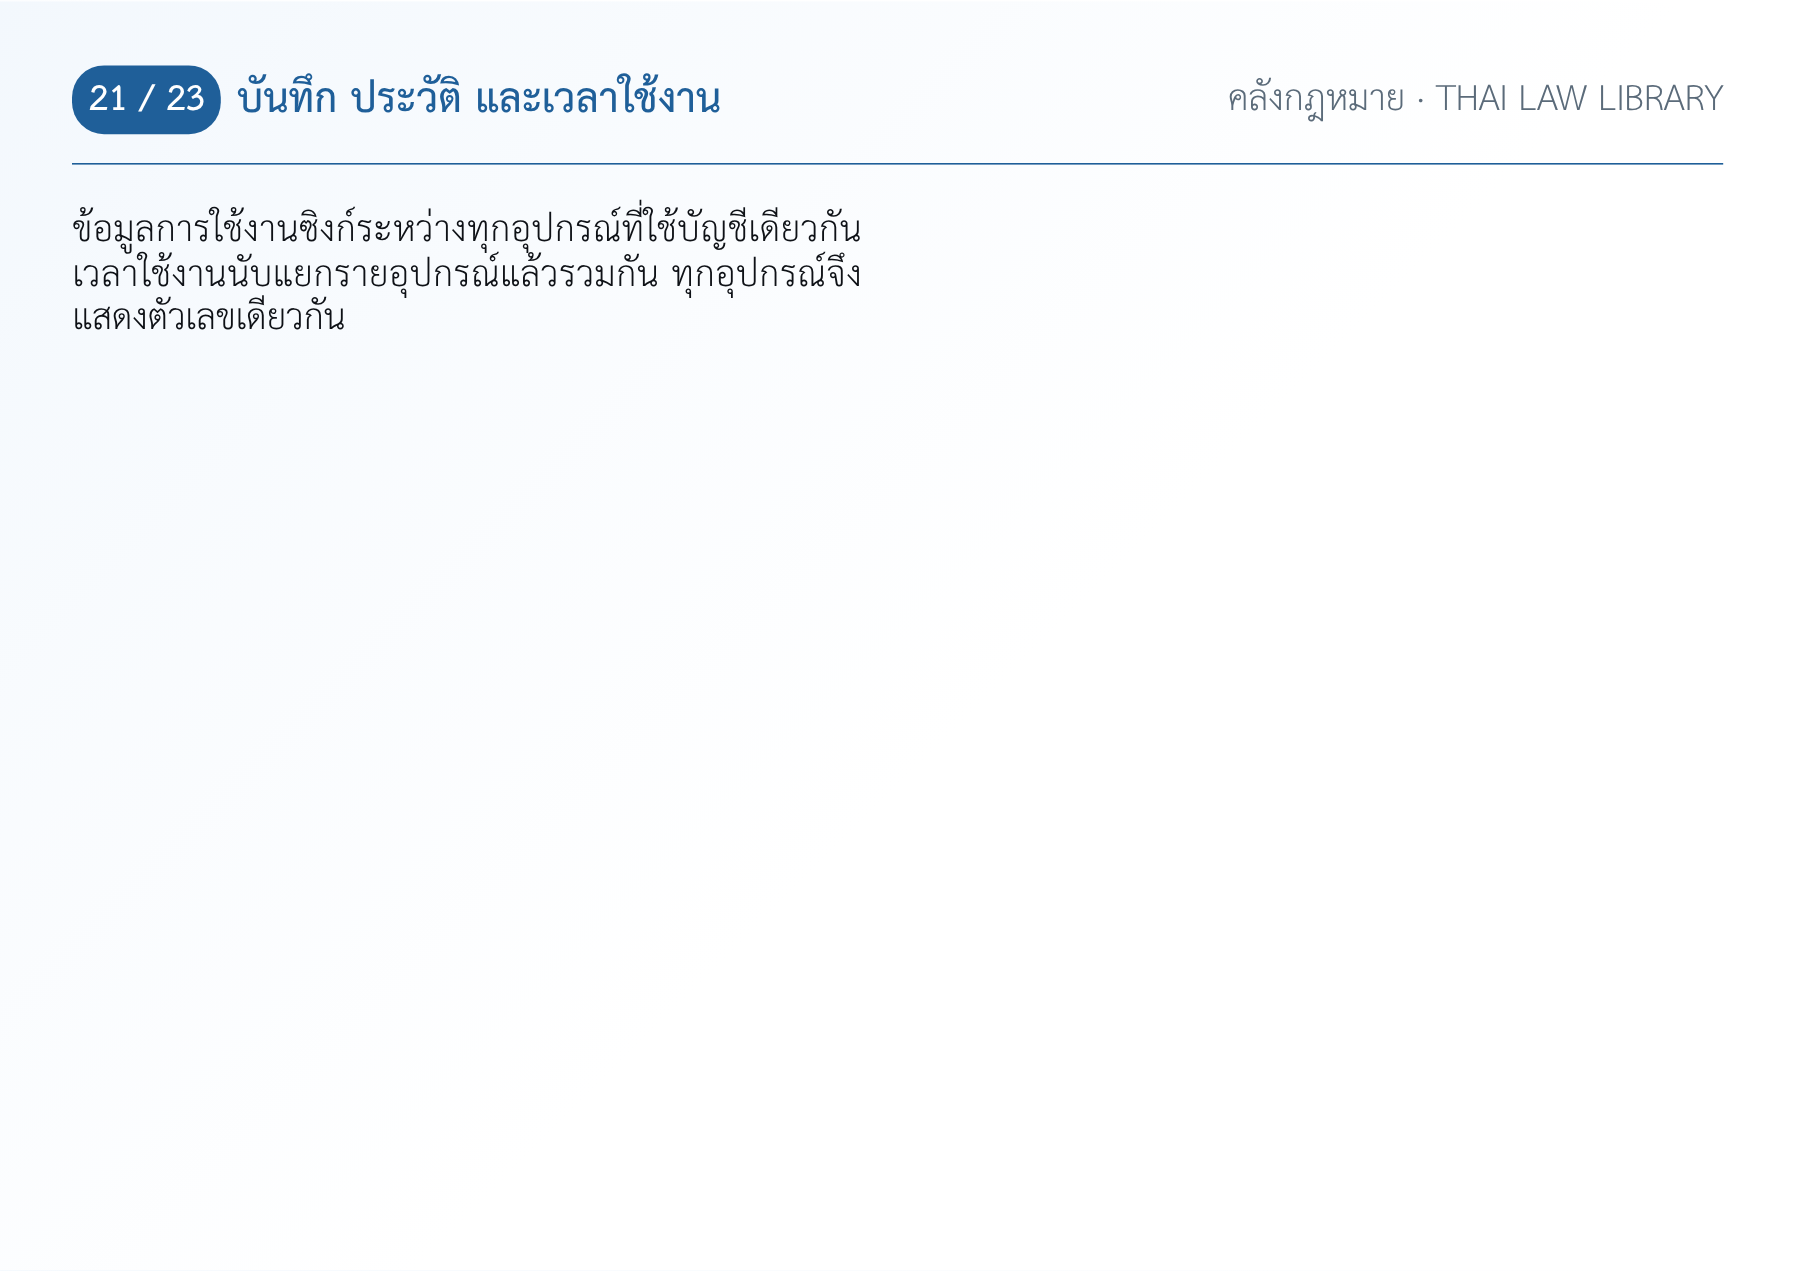 21 / 23 บันทึก ประวัติ และเวลาใช้งาน
คลังกฎหมาย · THAI LAW LIBRARY
ข้อมูลการใช้งานซิงก์ระหว่างทุกอุปกรณ์ที่ใช้บัญชีเดียวกัน
เวลาใช้งานนับแยกรายอุปกรณ์แล้วรวมกัน ทุกอุปกรณ์จึง
แสดงตัวเลขเดียวกัน